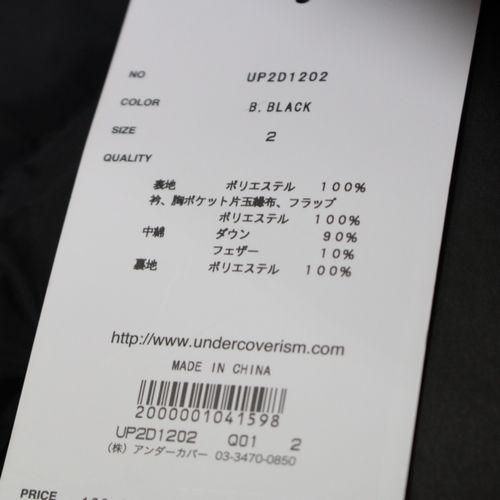 NO UP2D1202
COLOR B.BLACK
SIZE 2
QUALITY
表地 ポリエステル 100%
衿、胸ポケット片玉縁布、フラップ
ポリエステル 100%
中綿 ダウン 90%
フェザー 10%
裏地 ポリエステル 100%
http://www.undercoverism.com
MADE IN CHINA
2000001041598
UP2D1202 Q01 2
(株) アンダーカバー 03-3470-0850
PRICE